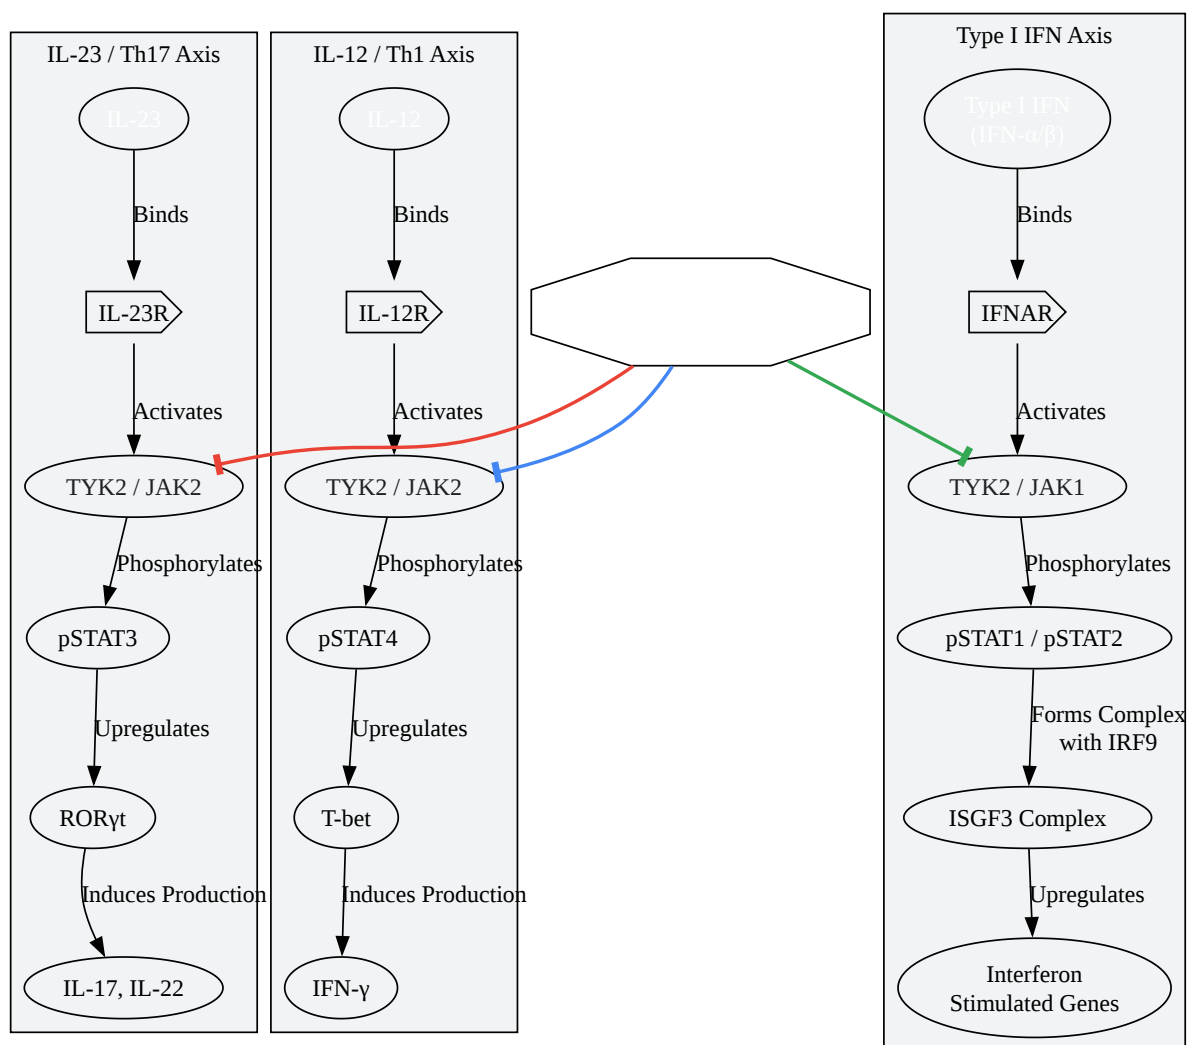 IL-23 / Th17 Axis
IL-23
Binds
IL-23R
Activates
TYK2 / JAK2
Phosphorylates
pSTAT3
Upregulates
RORγt
Induces Production
IL-17, IL-22
IL-12 / Th1 Axis
IL-12
Binds
IL-12R
Activates
TYK2 / JAK2
Phosphorylates
pSTAT4
Upregulates
T-bet
Induces Production
IFN-γ
Type I IFN Axis
Type I IFN
(IFN-α/β)
Binds
IFNAR
Activates
TYK2 / JAK1
Phosphorylates
pSTAT1 / pSTAT2
Forms Complex
with IRF9
ISGF3 Complex
Upregulates
Interferon
Stimulated Genes